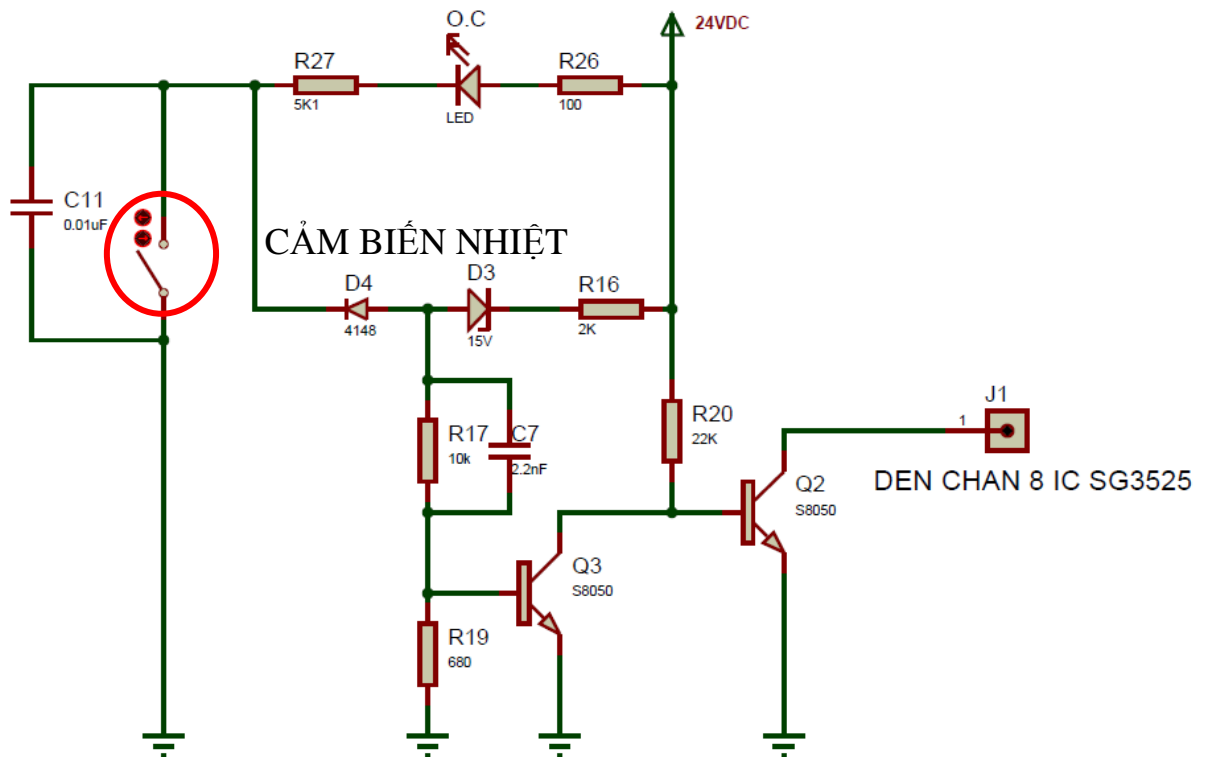 O.C
24VDC
R27
R26
5K1
LED
100
C11
0.01uF
CẢM BIẾN NHIỆT
D4
D3
R16
4148
15V
2K
J1
1
R17
C7
R20
10k
2.2nF
22K
Q2
S8050
DEN CHAN 8 IC SG3525
Q3
S8050
R19
680